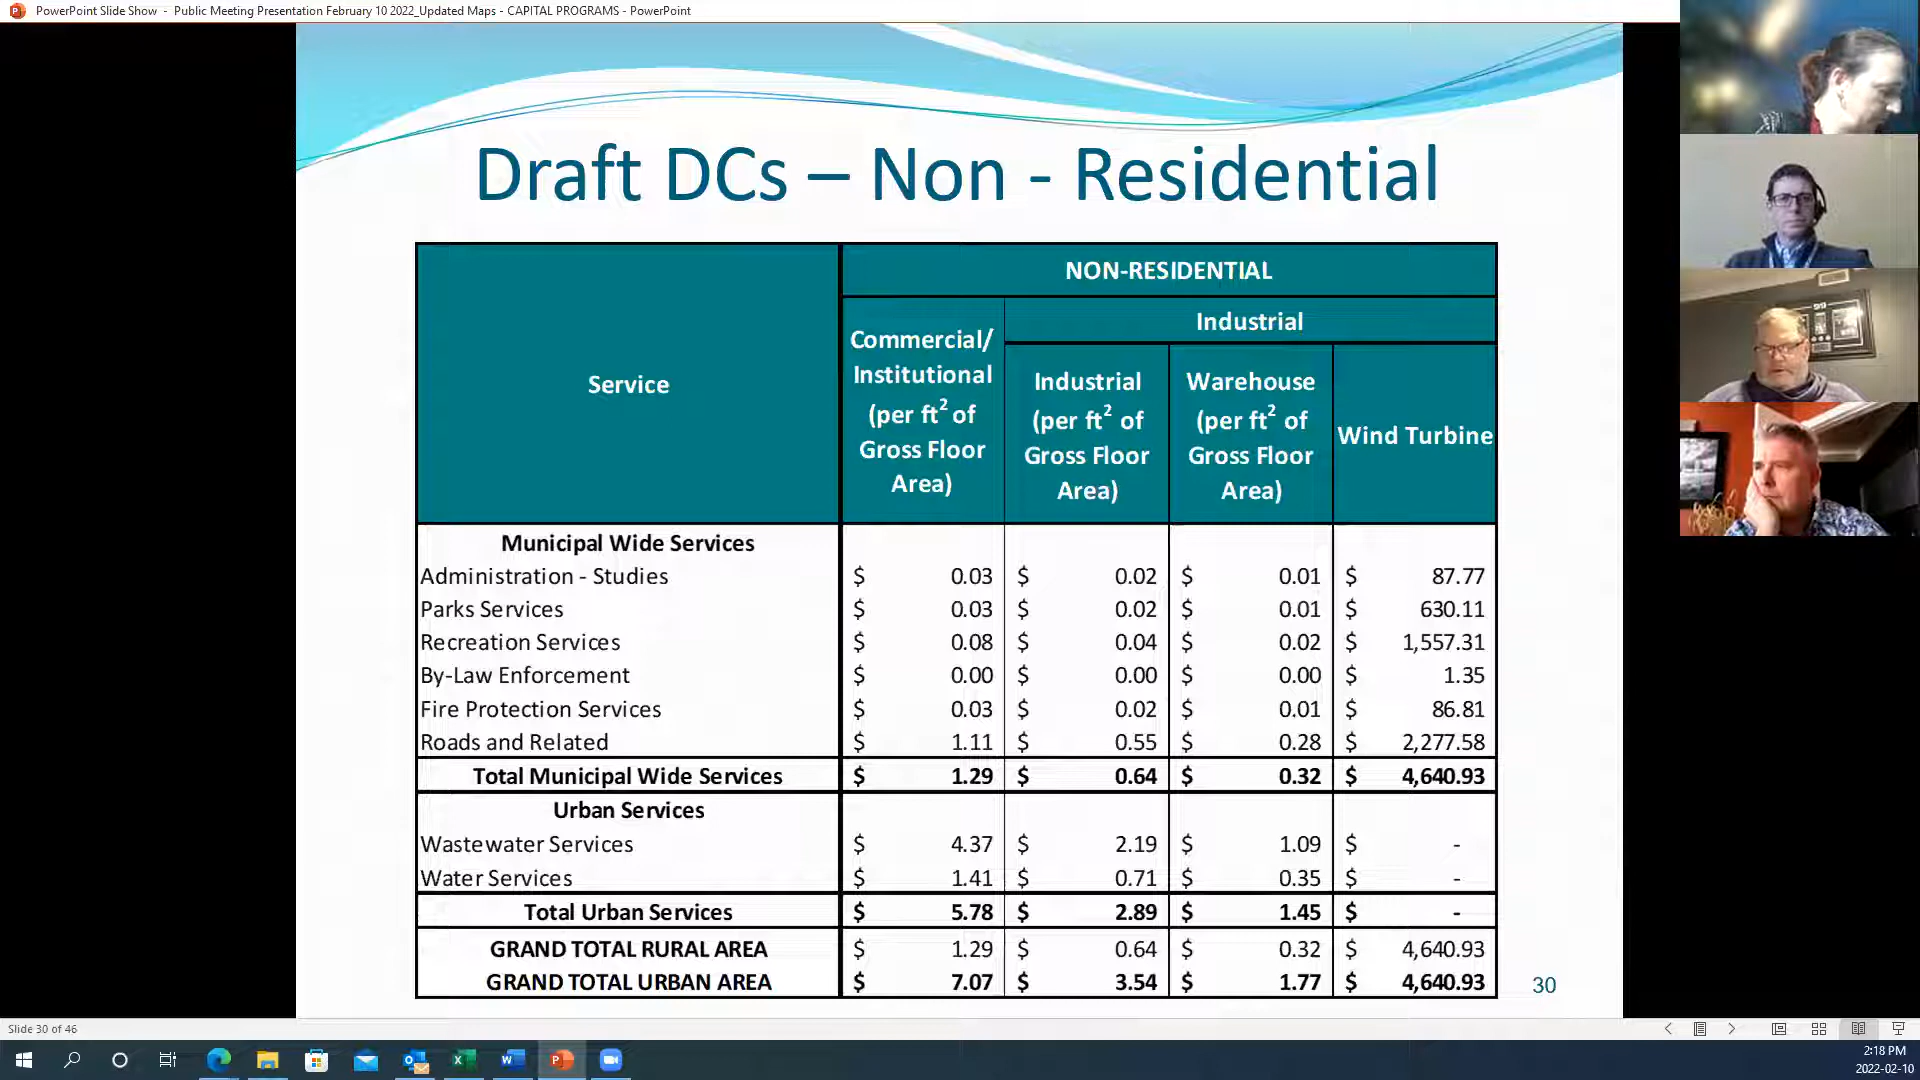 PowerPoint Slide Show - Public Meeting Presentation February 10 2022_Updated Maps - CAPITAL PROGRAMS - PowerPoint
Draft DCs – Non - Residential
Service
NON-RESIDENTIAL
Commercial/
Institutional
(per ft² of
Gross Floor
Area)
Industrial
Industrial
(per ft² of
Gross Floor
Area)
Warehouse
(per ft² of
Gross Floor
Area)
Wind Turbine
Municipal Wide Services
Administration - Studies $ 0.03 $ 0.02 $ 0.01 $ 87.77
Parks Services $ 0.03 $ 0.02 $ 0.01 $ 630.11
Recreation Services $ 0.08 $ 0.04 $ 0.02 $ 1,557.31
By-Law Enforcement $ 0.00 $ 0.00 $ 0.00 $ 1.35
Fire Protection Services $ 0.03 $ 0.02 $ 0.01 $ 86.81
Roads and Related $ 1.11 $ 0.55 $ 0.28 $ 2,277.58
Total Municipal Wide Services $ 1.29 $ 0.64 $ 0.32 $ 4,640.93
Urban Services
Wastewater Services $ 4.37 $ 2.19 $ 1.09 $ -
Water Services $ 1.41 $ 0.71 $ 0.35 $ -
Total Urban Services $ 5.78 $ 2.89 $ 1.45 $ -
GRAND TOTAL RURAL AREA $ 1.29 $ 0.64 $ 0.32 $ 4,640.93
GRAND TOTAL URBAN AREA $ 7.07 $ 3.54 $ 1.77 $ 4,640.93
30
Slide 30 of 46
2:18 PM
2022-02-10